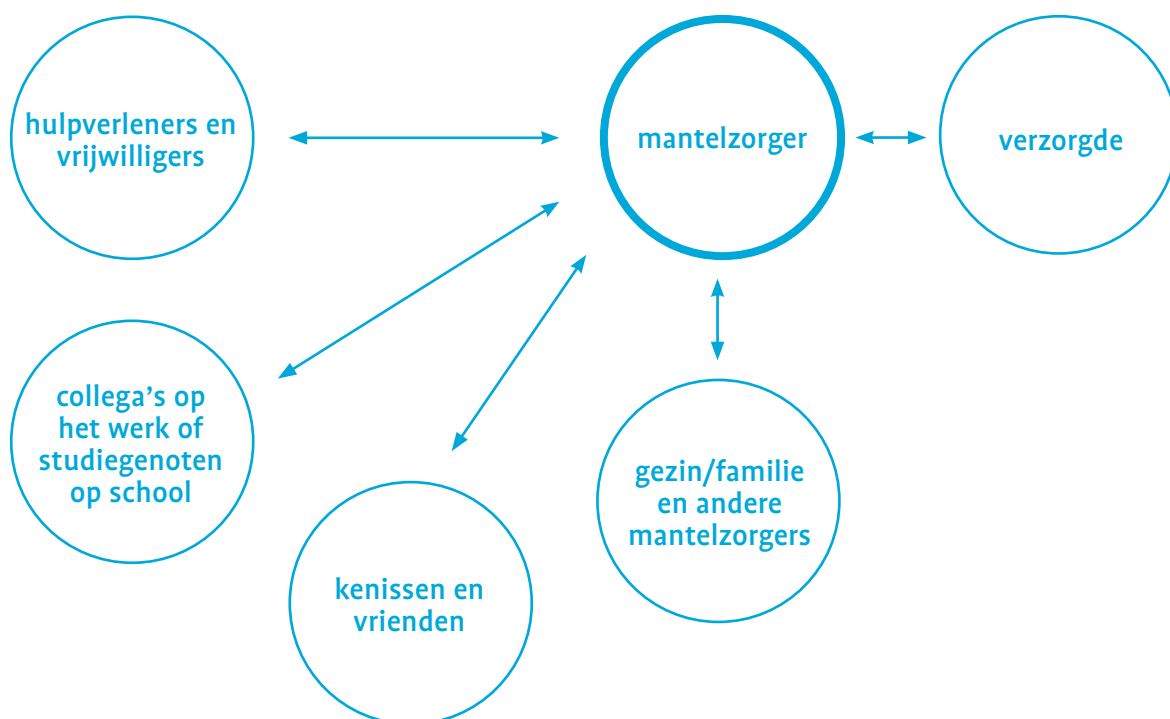 hulpverleners en
vrijwilligers
mantelzorger
verzorgde
collega's op
het werk of
studiegenoten
op school
kenissen en
vrienden
gezin/familie
en andere
mantelzorgers